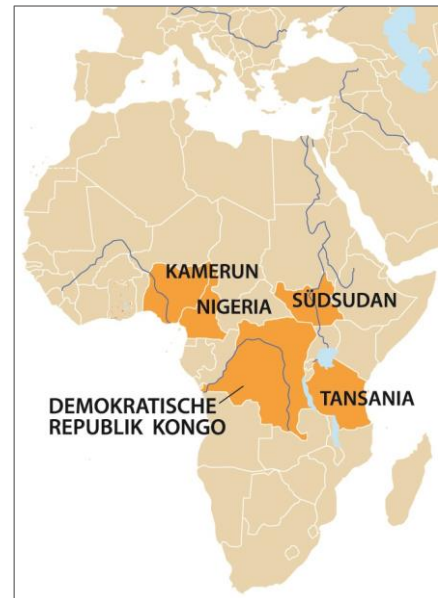 KAMERUN
NIGERIA
SÜDSUDAN
DEMOKRATISCHE
REPUBLIK KONGO
TANSANIA